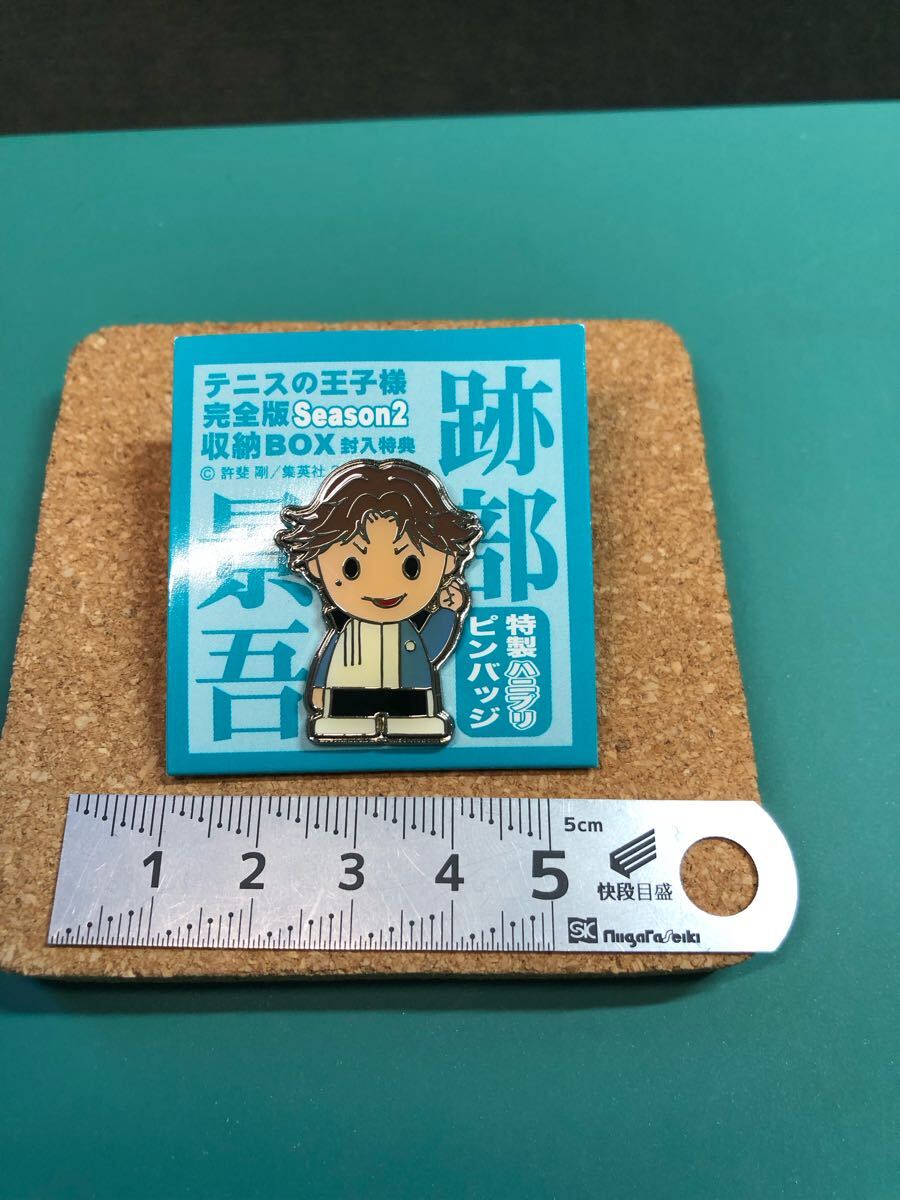 テニスの王子様
完全版Season2
収納BOX封入特典
© 許斐 剛/集英社
跡部
景吾
特製ハニプリ
ピンバッジ
5cm
1 2 3 4 5
快段目盛
SK NiigataSeiki